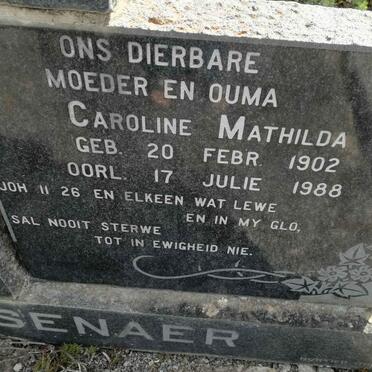 ONS DIERBARE
MOEDER EN OUMA
CAROLINE MATHILDA
GEB. 20 FEBR. 1902
OORL. 17 JULIE 1988
JOH 11 26 EN ELKEEN WAT LEWE
EN IN MY GLO,
SAL NOOIT STERWE
TOT IN EWIGHEID NIE.
SENAER